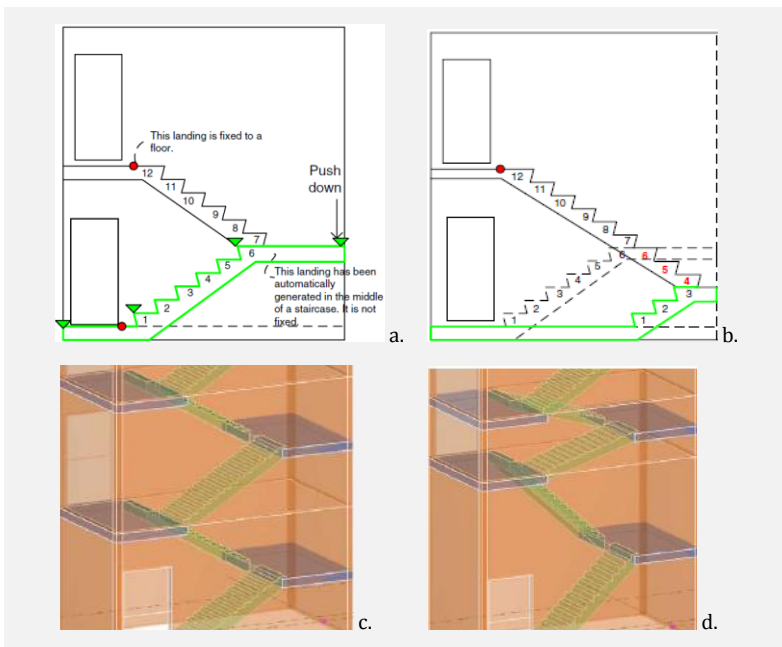 This landing is fixed to a
floor.
Push
down
12
11
10
9
8
7
6
5
4
3
2
1
This landing has been
automatically
generated in the middle
of a staircase. It is not
fixed.
a.
12
11
10
9
8
7
6
6
5
5
4
4
3
3
2
2
1
1
b.
c.
d.